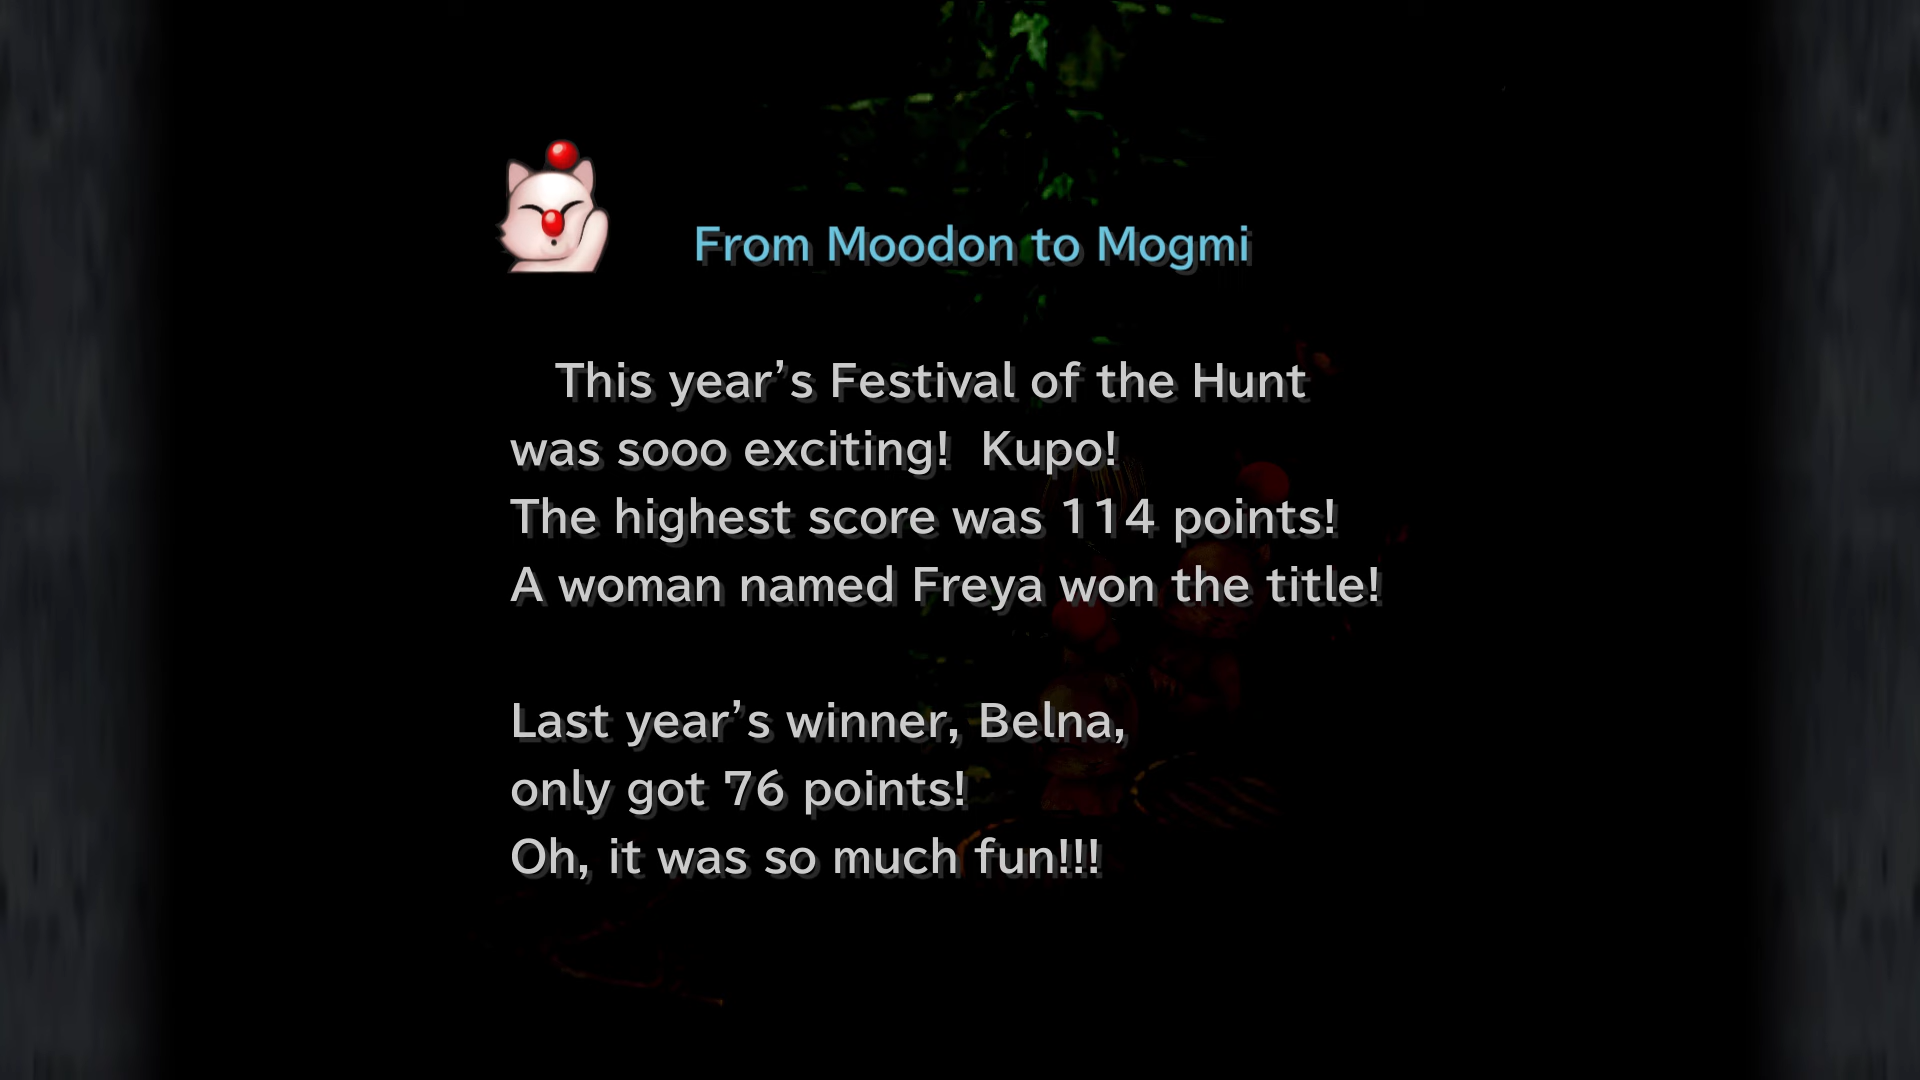 From Moodon to Mogmi
This year’s Festival of the Hunt
was sooo exciting!  Kupo!
The highest score was 114 points!
A woman named Freya won the title!
Last year’s winner, Belna,
only got 76 points!
Oh, it was so much fun!!!